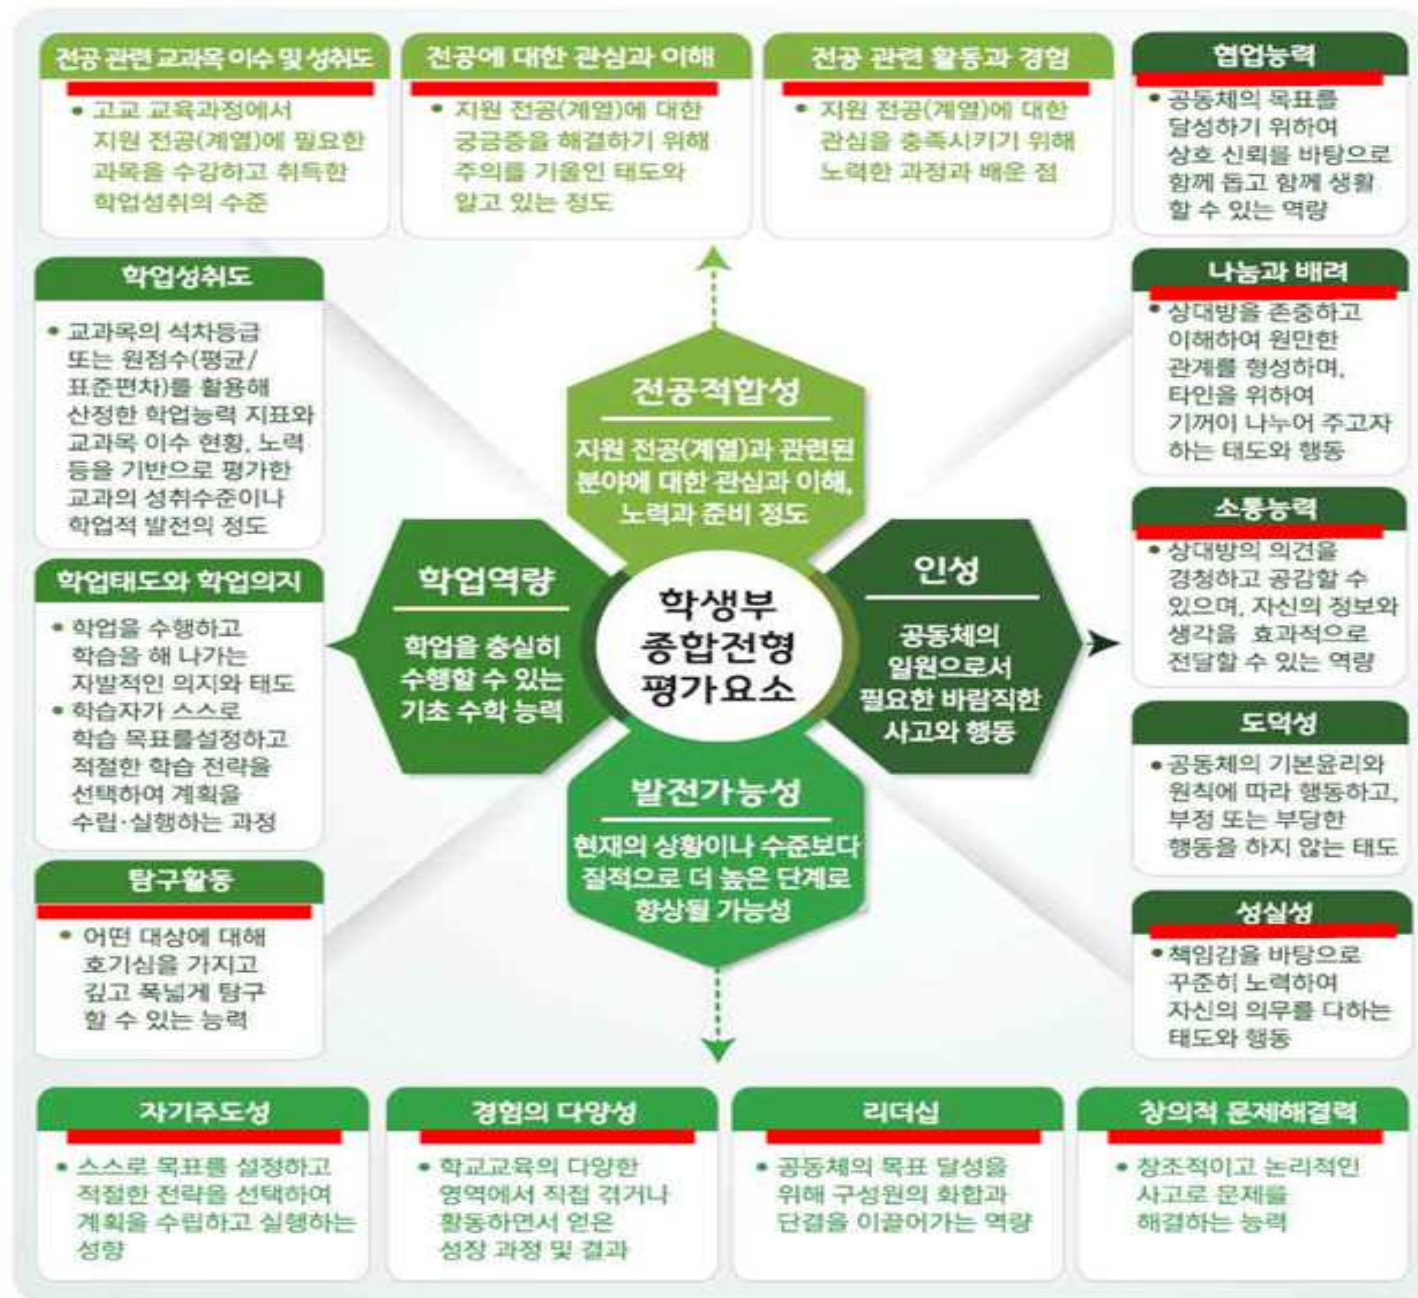 전공 관련 교과목 이수 및 성취도
• 고교 교육과정에서
지원 전공(계열)에 필요한
과목을 수강하고 취득한
학업성취의 수준
전공에 대한 관심과 이해
• 지원 전공(계열)에 대한
궁금증을 해결하기 위해
주의를 기울인 태도와
알고 있는 정도
전공 관련 활동과 경험
• 지원 전공(계열)에 대한
관심을 충족시키기 위해
노력한 과정과 배운 점
협업능력
• 공동체의 목표를
달성하기 위하여
상호 신뢰를 바탕으로
함께 돕고 함께 생활
할 수 있는 역량
학업성취도
• 교과목의 석차등급
또는 원점수(평균/
표준편차)를 활용해
산정한 학업능력 지표와
교과목 이수 현황, 노력
등을 기반으로 평가한
교과의 성취수준이나
학업적 발전의 정도
전공적합성
지원 전공(계열)과 관련된
분야에 대한 관심과 이해,
노력과 준비 정도
나눔과 배려
• 상대방을 존중하고
이해하여 원만한
관계를 형성하며,
타인을 위하여
기꺼이 나누어 주고자
하는 태도와 행동
학업태도와 학업의지
• 학업을 수행하고
학습을 해 나가는
자발적인 의지와 태도
• 학습자가 스스로
학습 목표를설정하고
적절한 학습 전략을
선택하여 계획을
수립·실행하는 과정
학업역량
학업을 충실히
수행할 수 있는
기초 수학 능력
학생부
종합전형
평가요소
인성
공동체의
일원으로서
필요한 바람직한
사고와 행동
소통능력
• 상대방의 의견을
경청하고 공감할 수
있으며, 자신의 정보와
생각을 효과적으로
전달할 수 있는 역량
도덕성
• 공동체의 기본윤리와
원칙에 따라 행동하고,
부정 또는 부당한
행동을 하지 않는 태도
발전가능성
현재의 상황이나 수준보다
질적으로 더 높은 단계로
향상될 가능성
탐구활동
• 어떤 대상에 대해
호기심을 가지고
깊고 폭넓게 탐구
할 수 있는 능력
성실성
• 책임감을 바탕으로
꾸준히 노력하여
자신의 의무를 다하는
태도와 행동
자기주도성
• 스스로 목표를 설정하고
적절한 전략을 선택하여
계획을 수립하고 실행하는
성향
경험의 다양성
• 학교교육의 다양한
영역에서 직접 겪거나
활동하면서 얻은
성장 과정 및 결과
리더십
• 공동체의 목표 달성을
위해 구성원의 화합과
단결을 이끌어가는 역량
창의적 문제해결력
• 창조적이고 논리적인
사고로 문제를
해결하는 능력